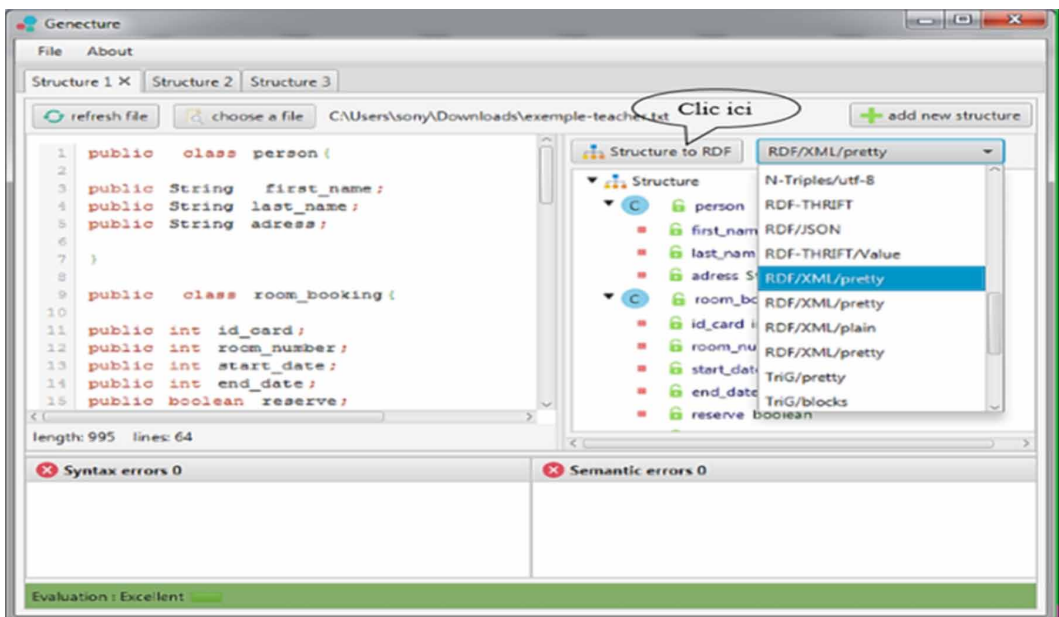 Genecture
File About
Structure 1 X Structure 2 Structure 3
refresh file choose a file C:\Users\sony\Downloads\exemple-teacher.txt Clic ici add new structure
1 public class person{
2
3 public String first_name;
4 public String last_name;
5 public String adress;
6
7 }
8
9 public class room_booking{
10
11 public int id_card;
12 public int room_number;
13 public int start_date;
14 public int end_date;
15 public boolean reserve;
length: 995 lines: 64
Structure to RDF RDF/XML/pretty
Structure
C person
first_nam
last_nam
adress S
C room_bo
id_card i
room_nu
start_dat
end_date
reserve boolean
N-Triples/utf-8
RDF-THRIFT
RDF/JSON
RDF-THRIFT/Value
RDF/XML/pretty
RDF/XML/pretty
RDF/XML/plain
RDF/XML/pretty
TriG/pretty
TriG/blocks
Syntax errors 0
Semantic errors 0
Evaluation : Excellent